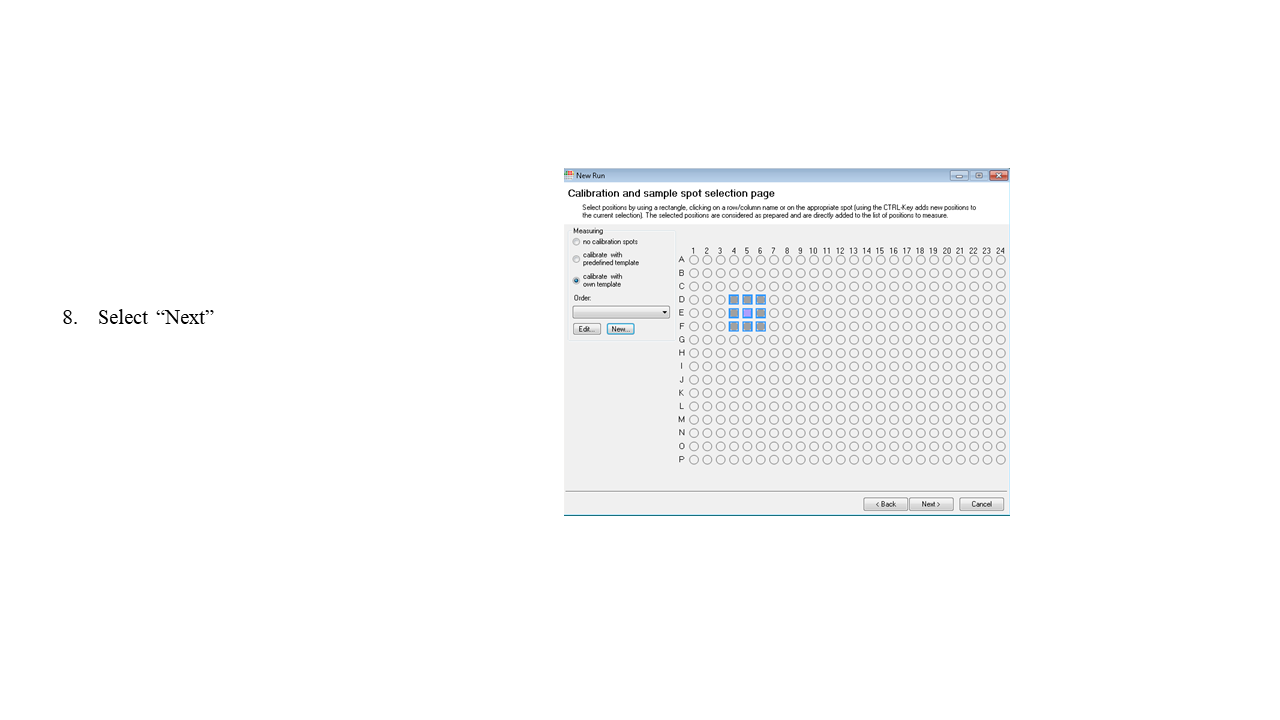 8. Select “Next”
New Run
Calibration and sample spot selection page
Select positions by using a rectangle, clicking on a row/column name or on the appropriate spot (using the CTRL-Key adds new positions to
the current selection). The selected positions are considered as prepared and are directly added to the list of positions to measure.
Measuring
no calibration spots
calibrate with
predefined template
calibrate with
own template
Order:
Edit... New...
1 2 3 4 5 6 7 8 9 10 11 12 13 14 15 16 17 18 19 20 21 22 23 24
A
B
C
D
E
F
G
H
I
J
K
L
M
N
O
P
< Back Next > Cancel